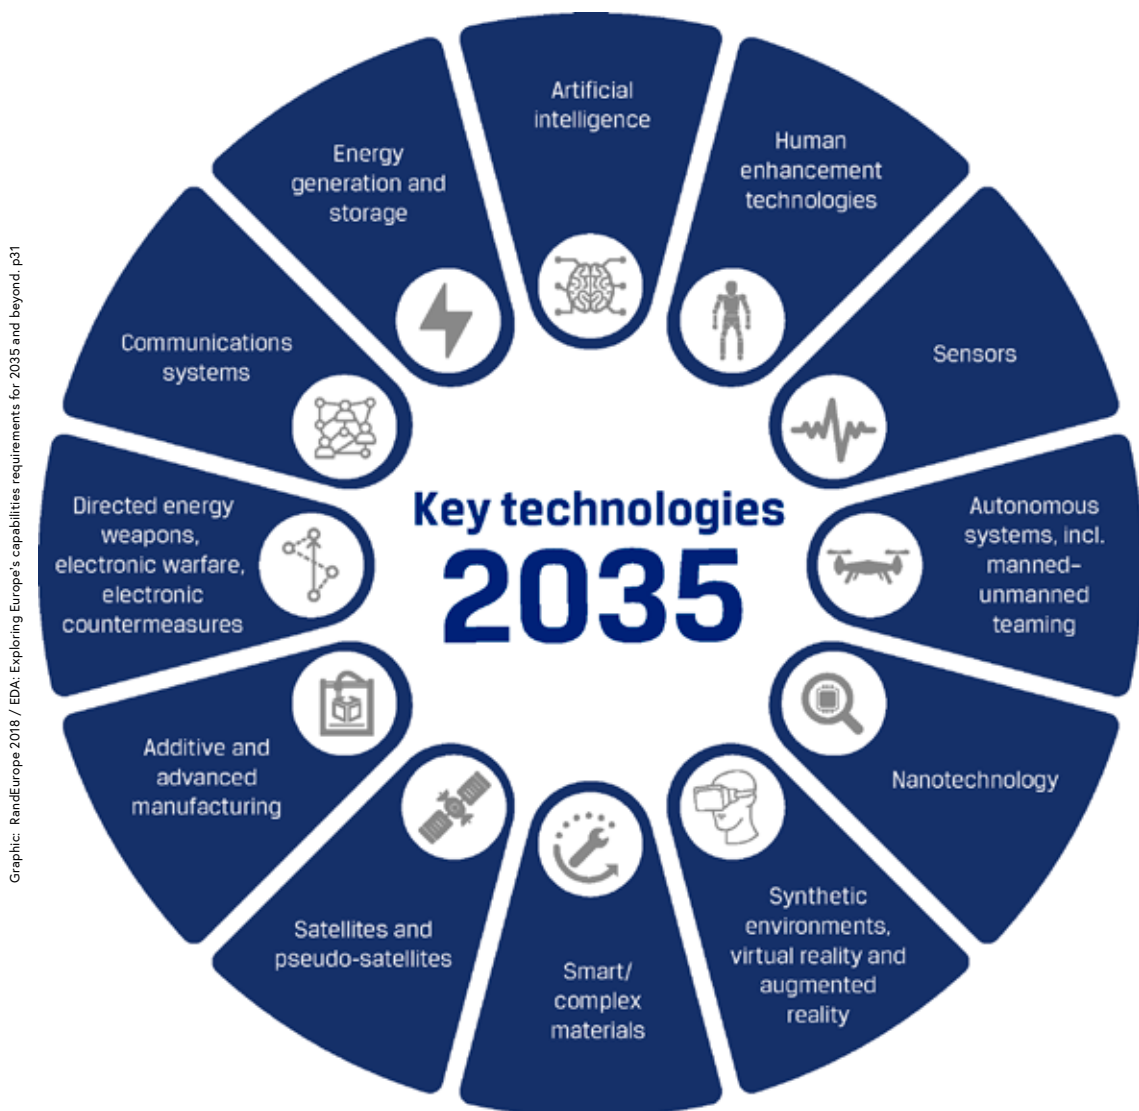 Artificial
intelligence
Human
enhancement
technologies
Sensors
Autonomous
systems, incl.
manned–
unmanned
teaming
Nanotechnology
Synthetic
environments,
virtual reality and
augmented
reality
Smart/
complex
materials
Satellites and
pseudo-satellites
Additive and
advanced
manufacturing
Directed energy
weapons,
electronic warfare,
electronic
countermeasures
Communications
systems
Energy
generation and
storage
Key technologies
2035
Graphic: RandEurope 2018 / EDA: Exploring Europe's capabilities requirements for 2035 and beyond. p31